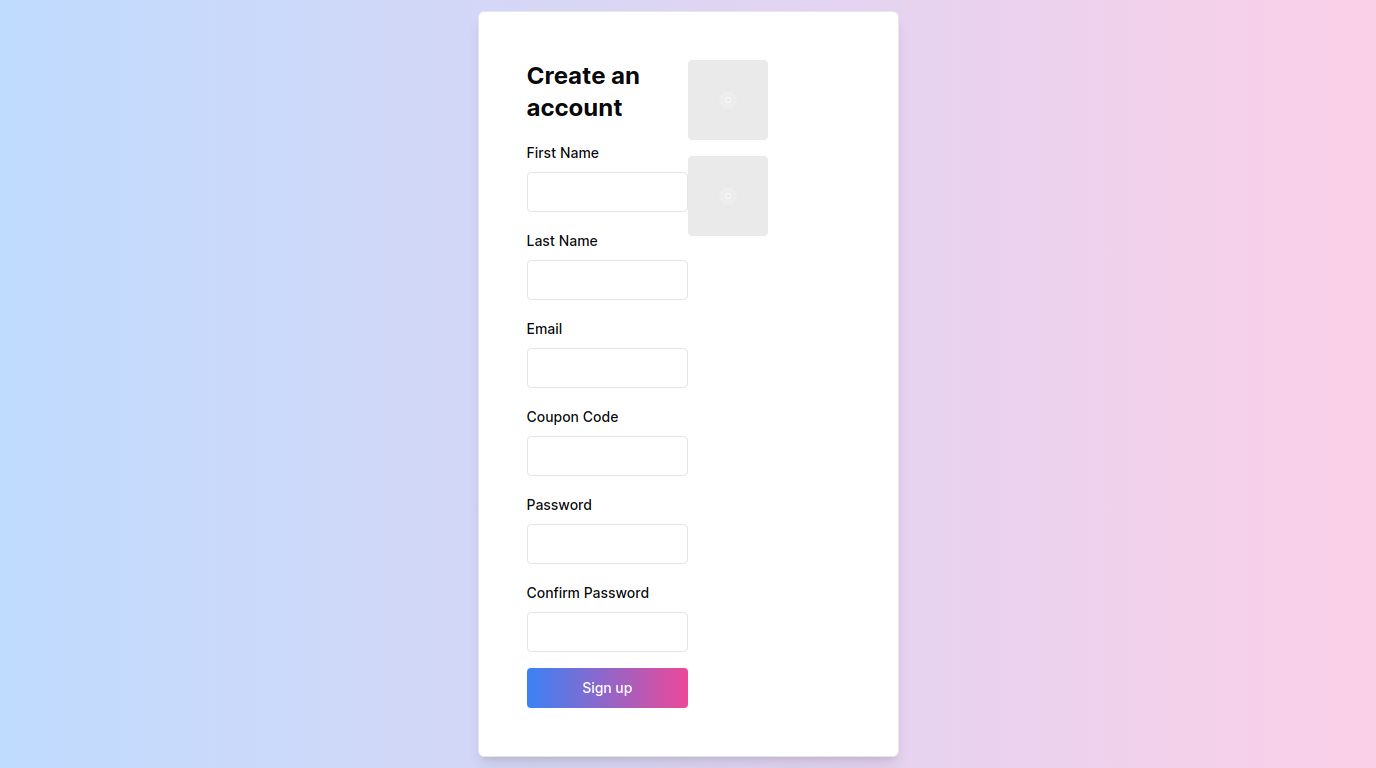 Create an
account
First Name
Last Name
Email
Coupon Code
Password
Confirm Password
Sign up